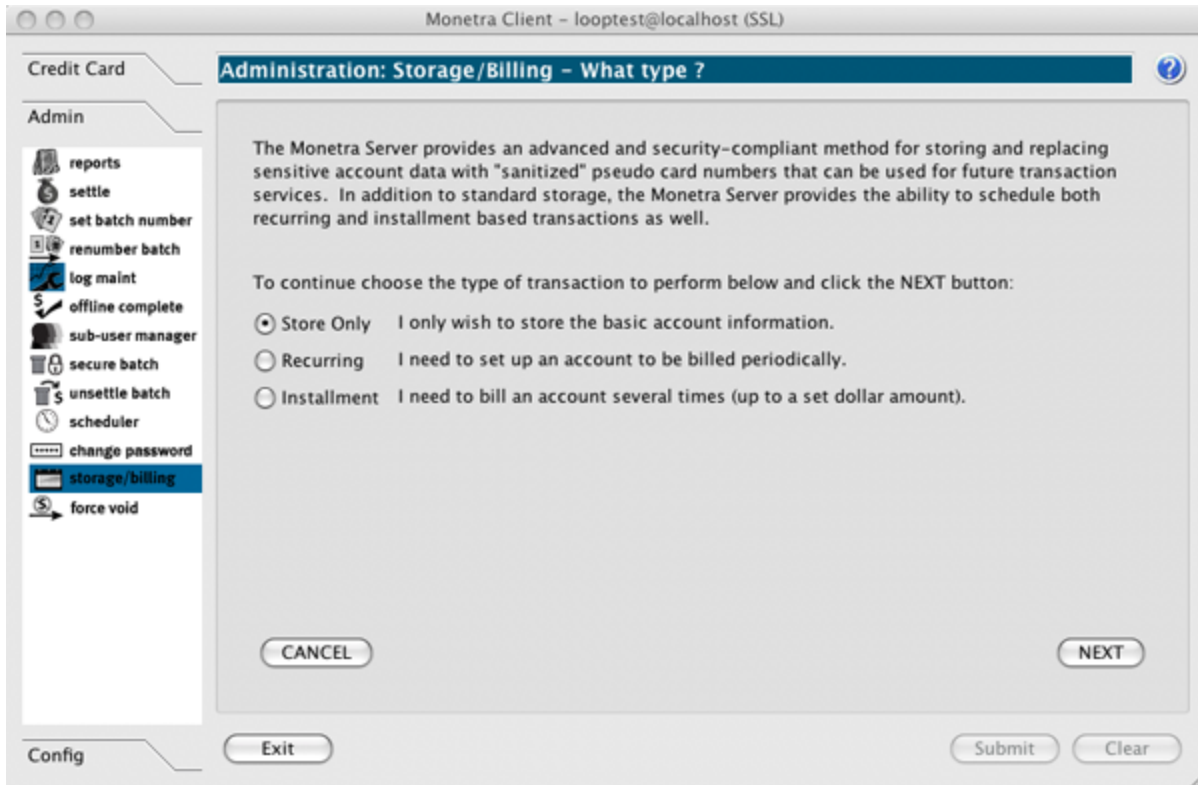 Monetra Client – looptest@localhost (SSL)
Credit Card
Administration: Storage/Billing – What type ?
?
Admin
reports
settle
set batch number
renumber batch
log maint
offline complete
sub-user manager
secure batch
unsettle batch
scheduler
change password
storage/billing
force void
The Monetra Server provides an advanced and security-compliant method for storing and replacing
sensitive account data with "sanitized" pseudo card numbers that can be used for future transaction
services.  In addition to standard storage, the Monetra Server provides the ability to schedule both
recurring and installment based transactions as well.
To continue choose the type of transaction to perform below and click the NEXT button:
Store Only I only wish to store the basic account information.
Recurring I need to set up an account to be billed periodically.
Installment I need to bill an account several times (up to a set dollar amount).
CANCEL NEXT
Config
Exit Submit Clear